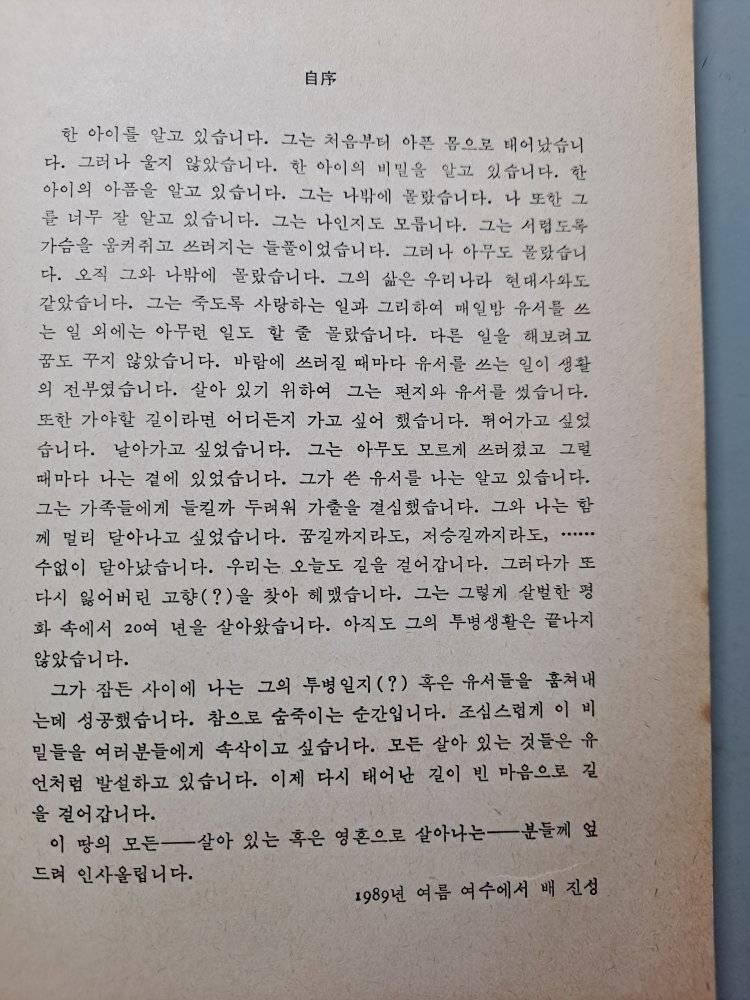 自序
한 아이를 알고 있습니다. 그는 처음부터 아픈 몸으로 태어났습니
다. 그러나 울지 않았습니다. 한 아이의 비밀을 알고 있습니다. 한
아이의 아픔을 알고 있습니다. 그는 나밖에 몰랐습니다. 나 또한 그
를 너무 잘 알고 있습니다. 그는 나인지도 모릅니다. 그는 서럽도록
가슴을 움켜쥐고 쓰러지는 들풀이었습니다. 그러나 아무도 몰랐습니
다. 오직 그와 나밖에 몰랐습니다. 그의 삶은 우리나라 현대사와도
같았습니다. 그는 죽도록 사랑하는 일과 그리하여 매일밤 유서를 쓰
는 일 외에는 아무런 일도 할 줄 몰랐습니다. 다른 일을 해보려고
꿈도 꾸지 않았습니다. 바람에 쓰러질 때마다 유서를 쓰는 일이 생활
의 전부였습니다. 살아 있기 위하여 그는 편지와 유서를 썼습니다.
또한 가야할 길이라면 어디든지 가고 싶어 했습니다. 뛰어가고 싶었
습니다. 날아가고 싶었습니다. 그는 아무도 모르게 쓰러졌고 그럴
때마다 나는 곁에 있었습니다. 그가 쓴 유서를 나는 알고 있습니다.
그는 가족들에게 들킬까 두려워 가출을 결심했습니다. 그와 나는 함
께 멀리 달아나고 싶었습니다. 꿈길까지라도, 저승길까지라도, ……
수없이 달아났습니다. 우리는 오늘도 길을 걸어갑니다. 그러다가 또
다시 잃어버린 고향(?)을 찾아 헤맸습니다. 그는 그렇게 살벌한 평
화 속에서 20여 년을 살아왔습니다. 아직도 그의 투병생활은 끝나지
않았습니다.
그가 잠든 사이에 나는 그의 투병일지(?) 혹은 유서들을 훔쳐내
는데 성공했습니다. 참으로 숨죽이는 순간입니다. 조심스럽게 이 비
밀들을 여러분들에게 속삭이고 싶습니다. 모든 살아 있는 것들은 유
언처럼 발설하고 있습니다. 이제 다시 태어난 길이 빈 마음으로 길
을 걸어갑니다.
이 땅의 모든──살아 있는 혹은 영혼으로 살아나는──분들께 엎
드려 인사올립니다.
1989년 여름 여수에서 배 진성